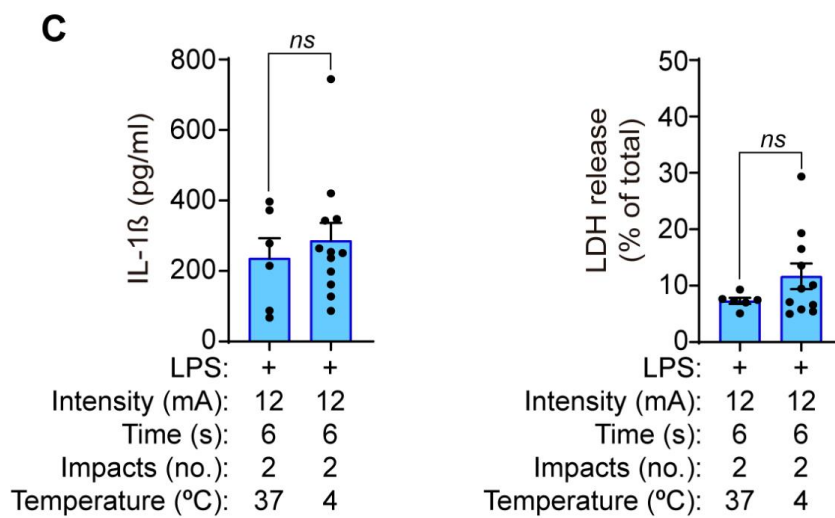 C
ns
800
600
400
200
0
IL-1ß (pg/ml)
LPS: + +
Intensity (mA): 12 12
Time (s): 6 6
Impacts (no.): 2 2
Temperature (ºC): 37 4
ns
50
40
30
20
10
0
LDH release
(% of total)
LPS: + +
Intensity (mA): 12 12
Time (s): 6 6
Impacts (no.): 2 2
Temperature (ºC): 37 4